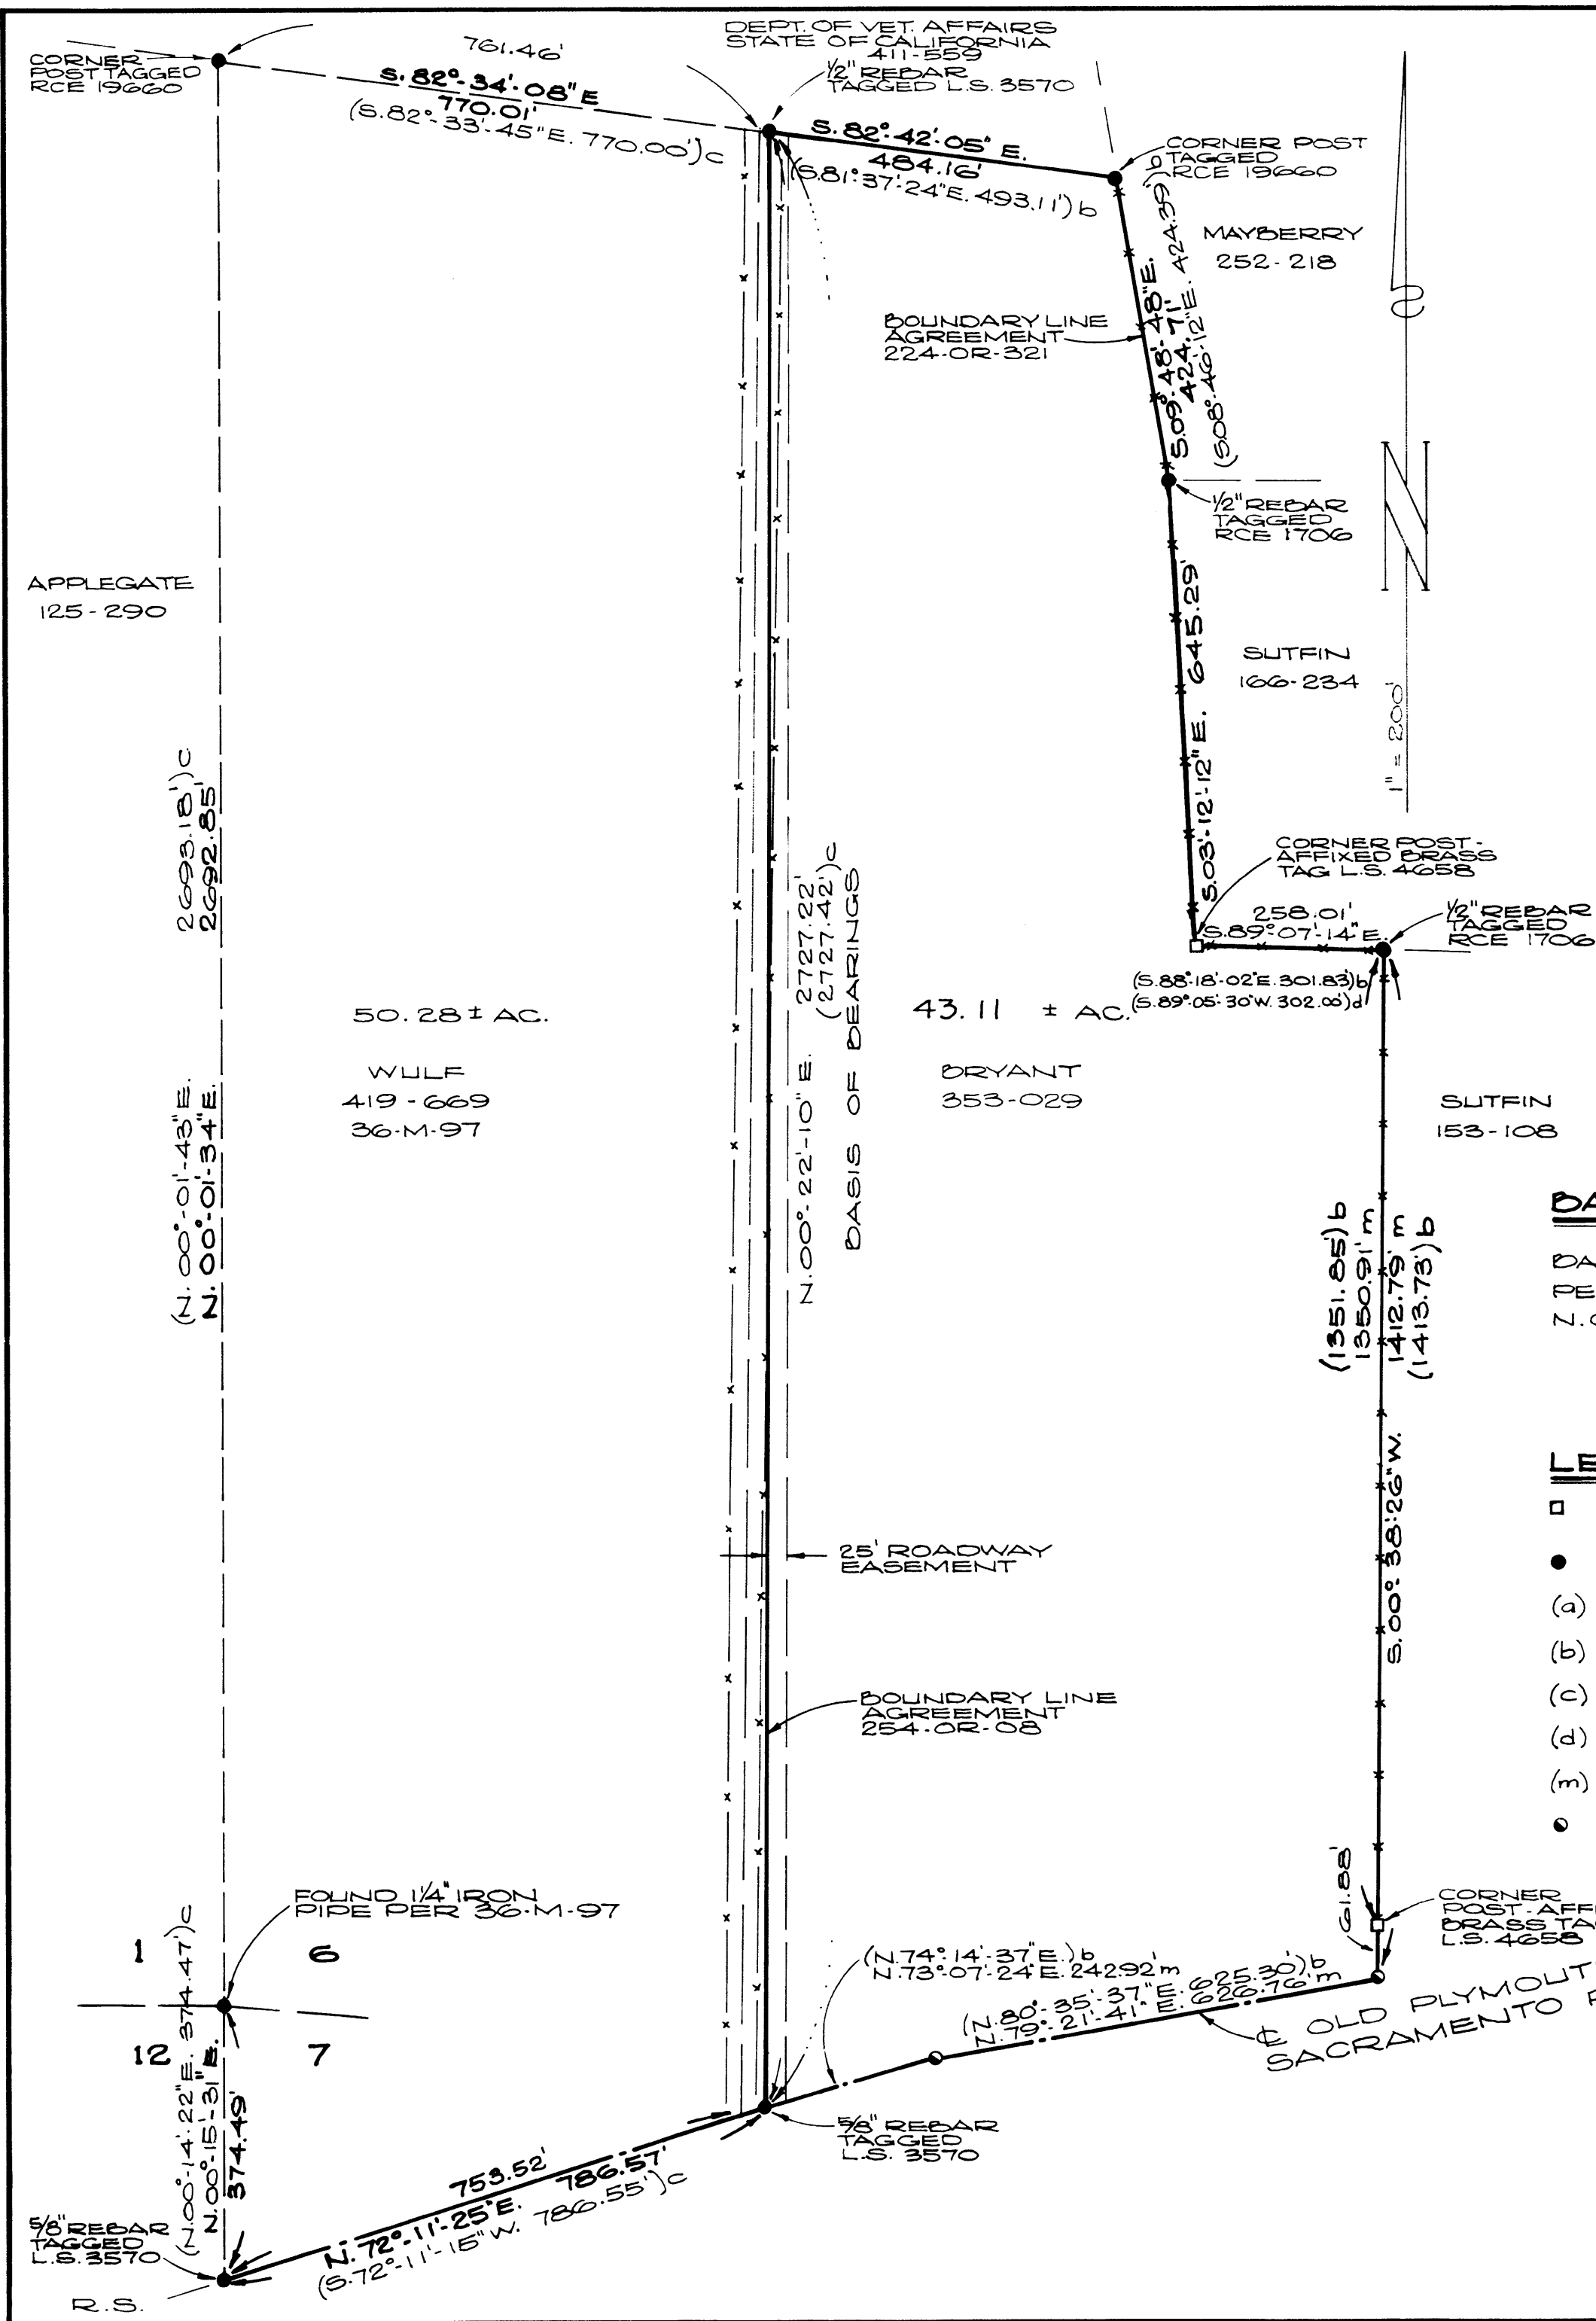 DEPT. OF VET. AFFAIRS
STATE OF CALIFORNIA
411-559
1/2" REBAR
TAGGED L.S. 3570
CORNER
POST TAGGED
RCE 19660
761.46'
S. 82°-34'-08" E
770.01'
(S. 82°-33'-45" E. 770.00')c
S. 82°-42'-05" E.
484.16'
(S.81°-37'-24" E. 493.11')b
CORNER POST
TAGGED
RCE 19660
MAYBERRY
252-218
BOUNDARY LINE
AGREEMENT
224-OR-321
S.09°-48'-48" E.
424.71'
(S.08°-46'-12" E. 424.39')b
1/2" REBAR
TAGGED
RCE 1706
N
1" = 200'
APPLEGATE
125-290
S.03°-12'-12" E. 645.29'
SUTFIN
166-234
CORNER POST-
AFFIXED BRASS
TAG L.S. 4658
258.01'
S.89°-07'-14" E.
1/2" REBAR
TAGGED
RCE 1706
(S.88°-18'-02" E. 301.83')b
(S.89°-05'-30" W. 302.00')d
(N. 00°-01'-43" E. 2693.18')c
N. 00°-01'-34" E. 2692.85'
N.00°-22'-10" E. 2727.22'
(2727.42')c
BASIS OF BEARINGS
50.28 ± AC.
WULF
419-669
36-M-97
43.11 ± AC.
BRYANT
353-029
SUTFIN
153-108
(1351.85')b
1350.91' m
1412.79' m
(1413.73')b
S.00°-38'-26" W.
BA
BA
PE
N.0
LE
(a)
(b)
(c)
(d)
(m)
25' ROADWAY
EASEMENT
BOUNDARY LINE
AGREEMENT
254-OR-08
61.88'
CORNER
POST-AFF
BRASS TA
L.S. 4658
FOUND 1 1/4" IRON
PIPE PER 36-M-97
1 6
12 7
(N.74°-14'-37" E.)b
N.73°-07'-24" E. 242.92' m
(N.80°-35'-37" E. 625.30')b
N.79°-21'-41" E. 626.76' m
℄ OLD PLYMOUT
SACRAMENTO R
(N.00°-14'-22" E. 374.47')c
N.00°-15'-31" E.
374.49'
5/8" REBAR
TAGGED
L.S. 3570
753.52'
N. 72°-11'-25" E. 786.57'
(S.72°-11'-15" W. 786.55')c
5/8" REBAR
TAGGED
L.S. 3570
R.S.